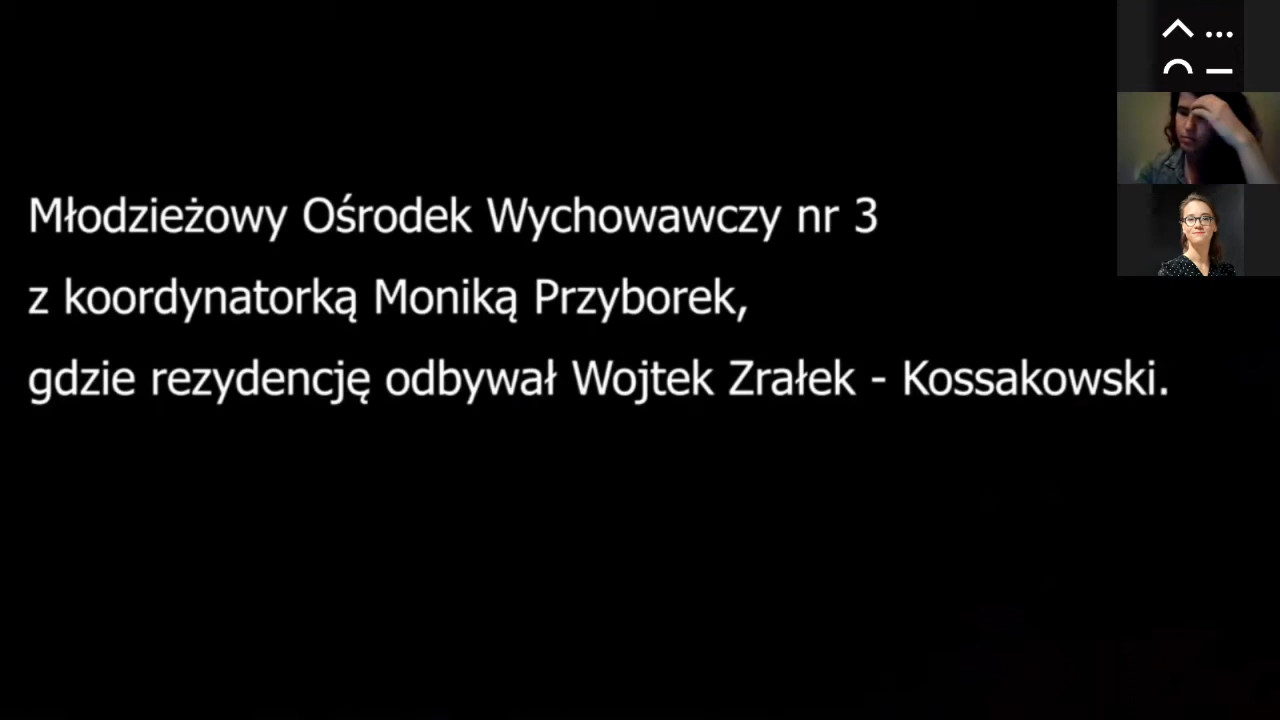 Młodzieżowy Ośrodek Wychowawczy nr 3
z koordynatorką Moniką Przyborek,
gdzie rezydencję odbywał Wojtek Zrałek - Kossakowski.